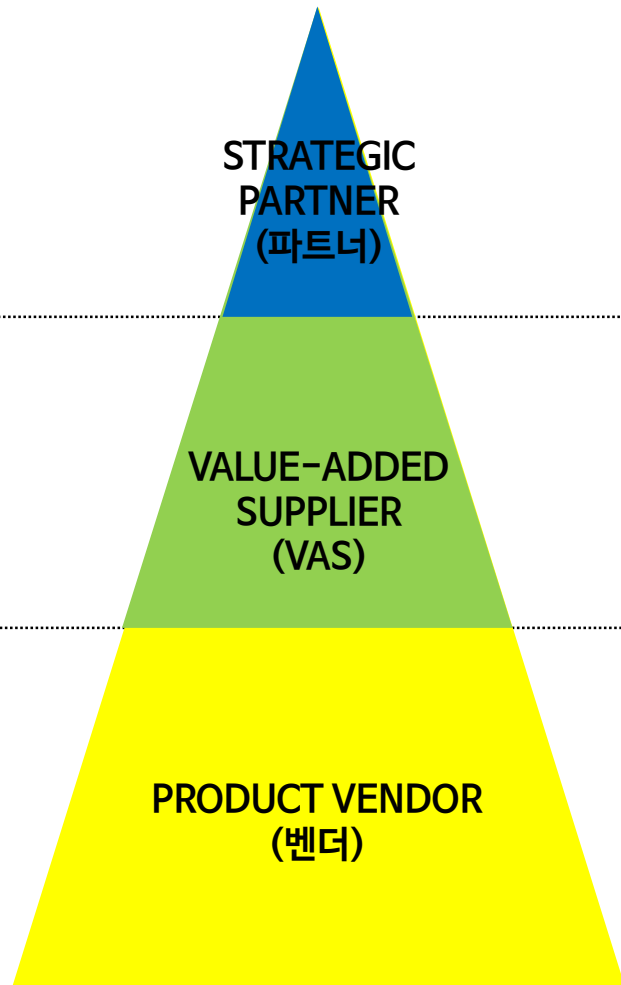 STRATEGIC
PARTNER
(파트너)
VALUE-ADDED
SUPPLIER
(VAS)
PRODUCT VENDOR
(벤더)